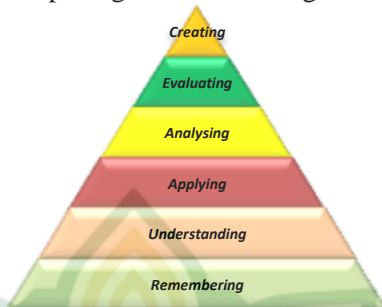 Creating
Evaluating
Analysing
Applying
Understanding
Remembering